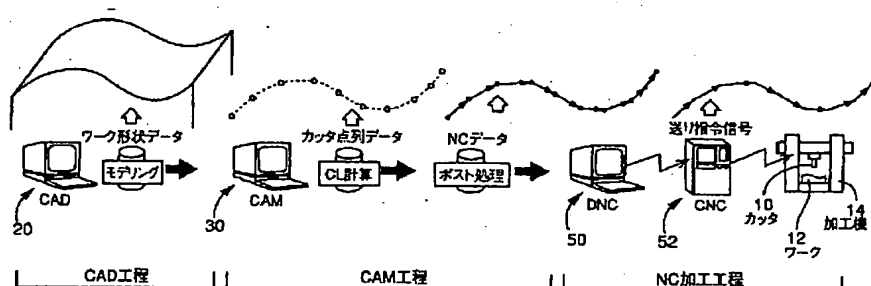 ワーク形状データ
カッタ点列データ
NCデータ
送り指令信号
モデリング
CL計算
ポスト処理
CAD
CAM
DNC
CNC
10
カッタ
14
加工機
12
ワーク
20
30
50
52
CAD工程
CAM工程
NC加工工程